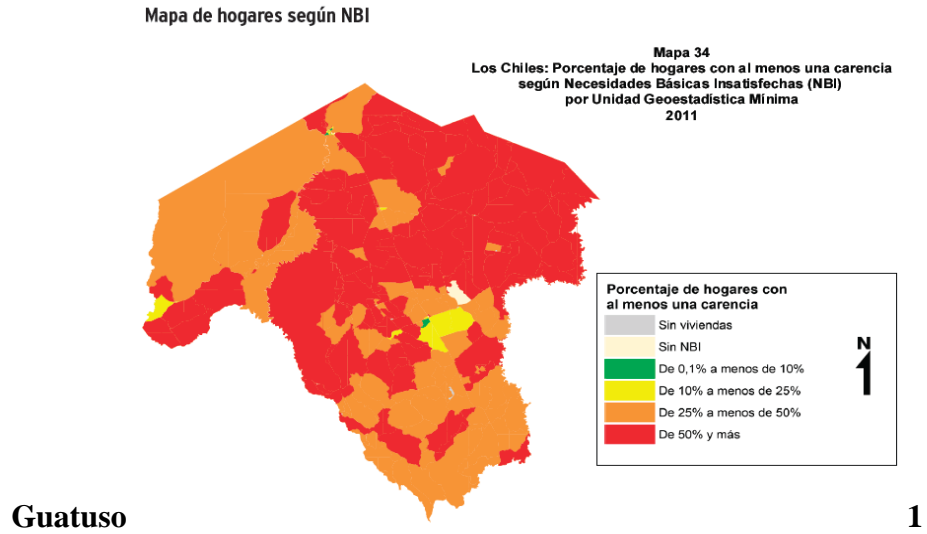 Mapa de hogares según NBI
Mapa 34
Los Chiles: Porcentaje de hogares con al menos una carencia
según Necesidades Básicas Insatisfechas (NBI)
por Unidad Geoestadística Mínima
2011
Porcentaje de hogares con
al menos una carencia
Sin viviendas
Sin NBI
De 0,1% a menos de 10%
De 10% a menos de 25%
De 25% a menos de 50%
De 50% y más
N
Guatuso 1